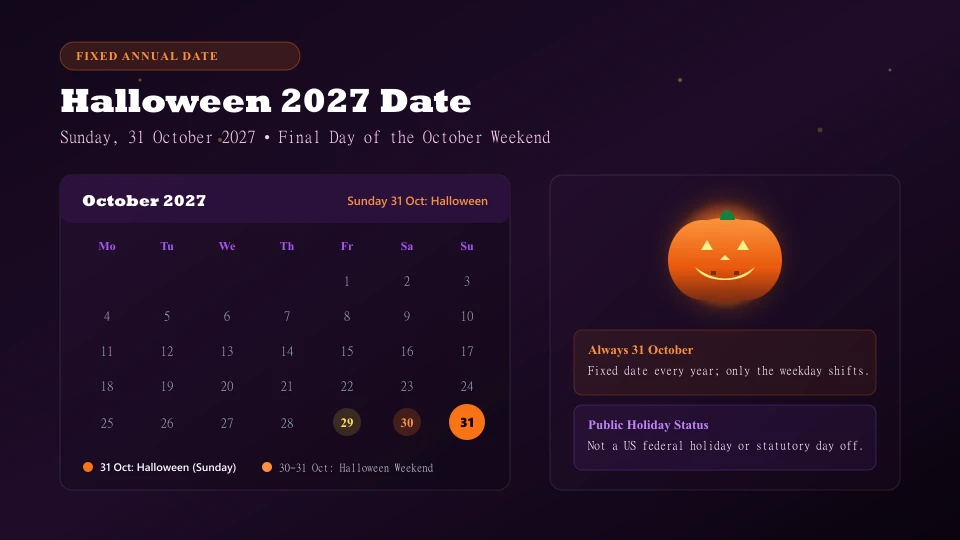 FIXED ANNUAL DATE
Halloween 2027 Date
Sunday, 31 October 2027 • Final Day of the October Weekend
October 2027
Sunday 31 Oct: Halloween
Mo Tu We Th Fr Sa Su
1 2 3
4 5 6 7 8 9 10
11 12 13 14 15 16 17
18 19 20 21 22 23 24
25 26 27 28 29 30 31
31 Oct: Halloween (Sunday)
30–31 Oct: Halloween Weekend
Always 31 October
Fixed date every year; only the weekday shifts.
Public Holiday Status
Not a US federal holiday or statutory day off.